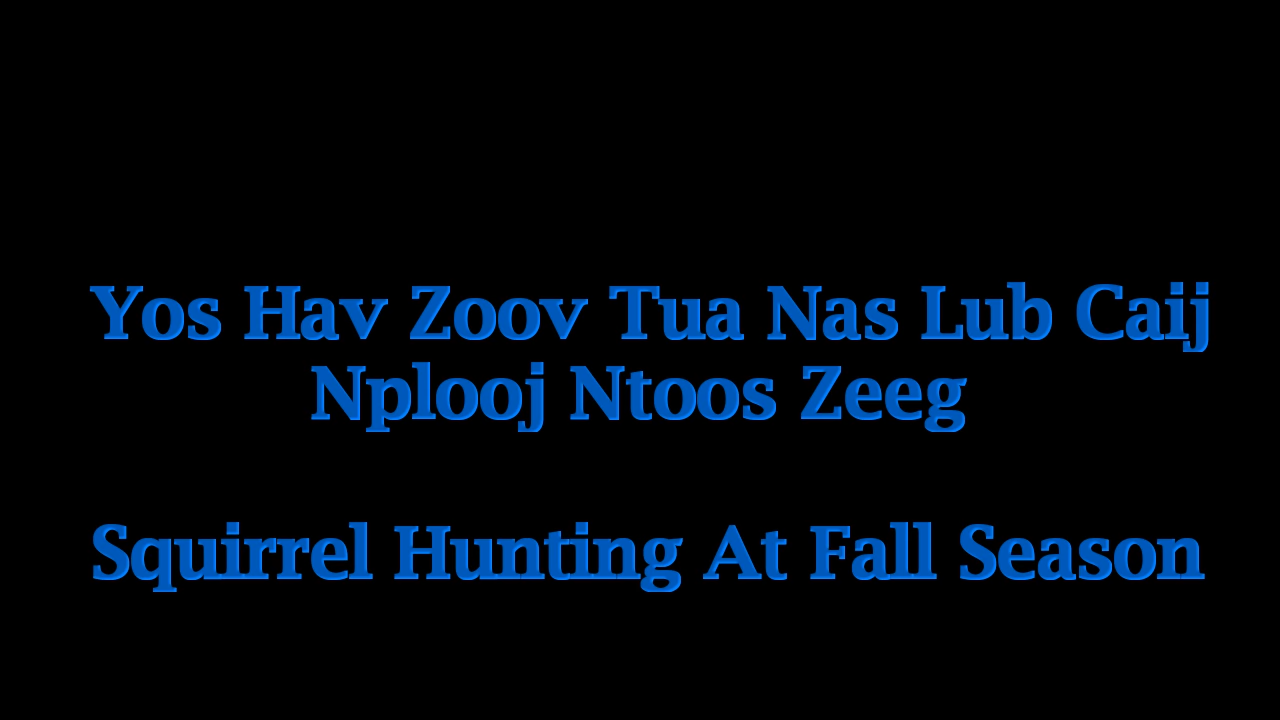 Yos Hav Zoov Tua Nas Lub Caij
Nplooj Ntoos Zeeg
Squirrel Hunting At Fall Season